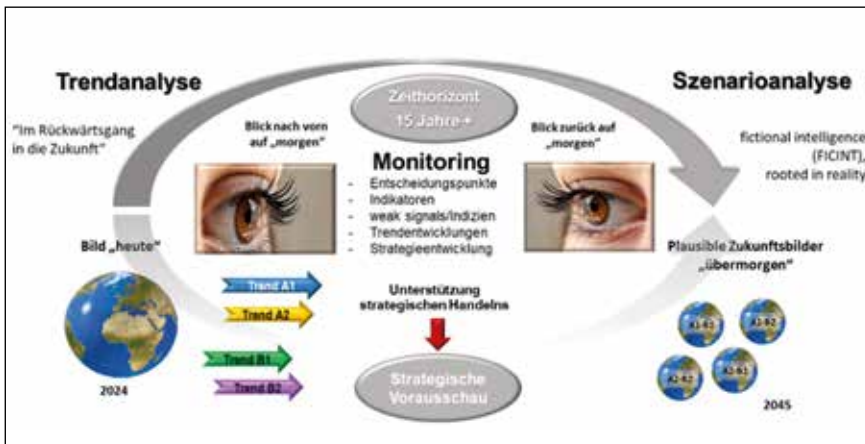 Trendanalyse
"Im Rückwärtsgang
in die Zukunft"
Bild „heute"
2024
Blick nach vorn
auf „morgen"
Trend A1
Trend A2
Trend B1
Trend B2
Zeithorizont
15 Jahre +
Monitoring
- Entscheidungspunkte
- Indikatoren
- weak signals/Indizien
- Trendentwicklungen
- Strategieentwicklung
Unterstützung
strategischen Handelns
Strategische
Vorausschau
Blick zurück auf
„morgen"
Szenarioanalyse
fictional intelligence
(FICINT),
rooted in reality
Plausible Zukunftsbilder
„übermorgen"
2045